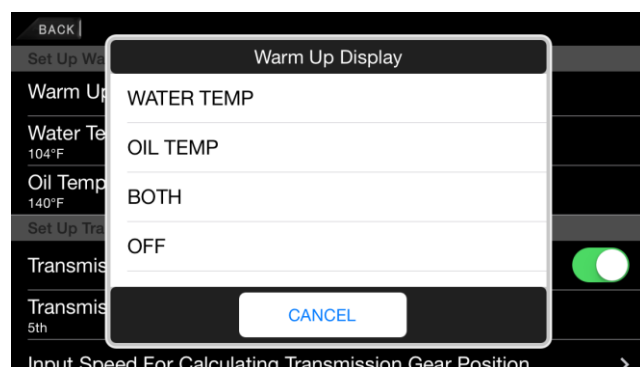 BACK
Set Up Wa
Warm Up Display
Warm Up
WATER TEMP
Water Te
104°F
OIL TEMP
Oil Temp
140°F
BOTH
Set Up Tra
OFF
Transmis
Transmis
5th
CANCEL
Input Speed For Calculating Transmission Gear Position